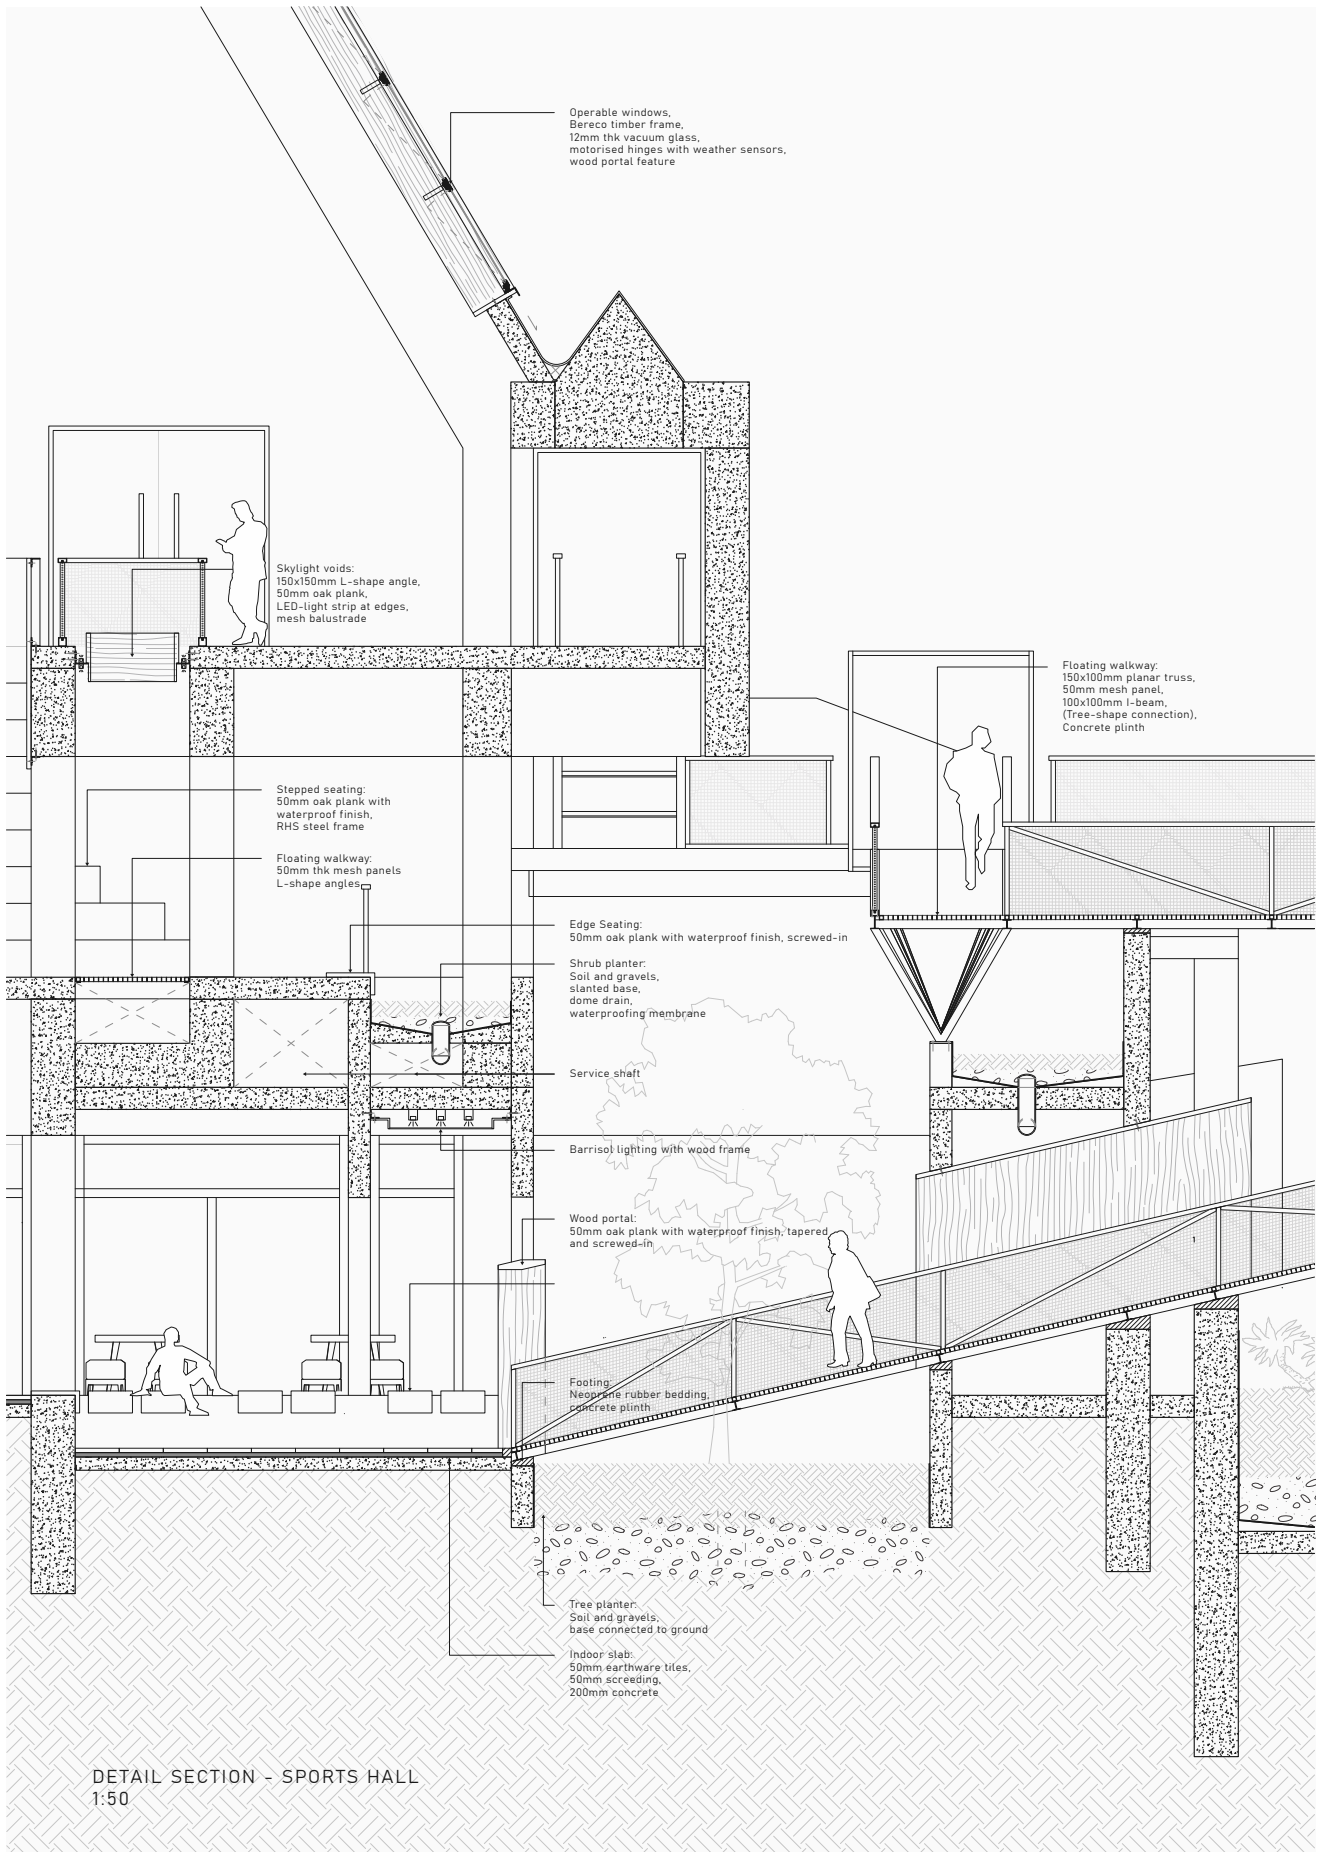 Operable windows,
Bereco timber frame,
12mm thk vacuum glass,
motorised hinges with weather sensors,
wood portal feature
Skylight voids:
150x150mm L-shape angle,
50mm oak plank,
LED-light strip at edges,
mesh balustrade
Floating walkway:
150x100mm planar truss,
50mm mesh panel,
100x100mm I-beam,
(Tree-shape connection),
Concrete plinth
Stepped seating:
50mm oak plank with
waterproof finish,
RHS steel frame
Floating walkway:
50mm thk mesh panels
L-shape angles
Edge Seating:
50mm oak plank with waterproof finish, screwed-in
Shrub planter:
Soil and gravels,
slanted base,
dome drain,
waterproofing membrane
Service shaft
Barrisol lighting with wood frame
Wood portal:
50mm oak plank with waterproof finish, tapered
and screwed-in
1
Footing:
Neoprene rubber bedding,
concrete plinth
Tree planter:
Soil and gravels,
base connected to ground
Indoor slab:
50mm earthware tiles,
50mm screeding,
200mm concrete
DETAIL SECTION - SPORTS HALL
1:50